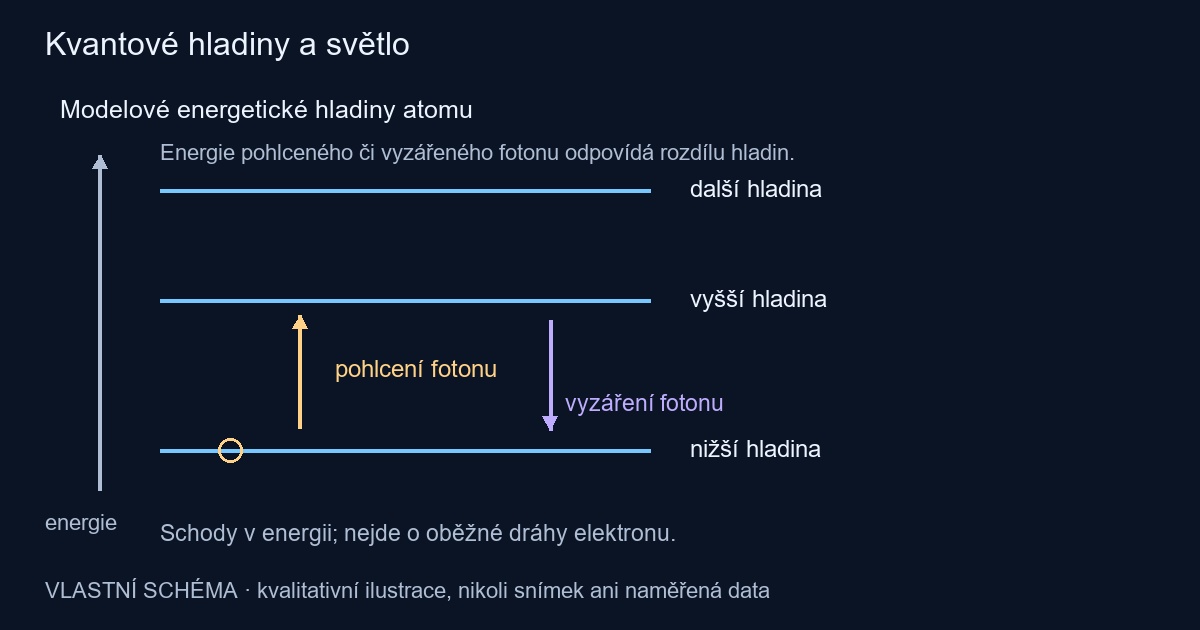 Kvantové hladiny a světlo
Modelové energetické hladiny atomu
Energie pohlceného či vyzářeného fotonu odpovídá rozdílu hladin.
další hladina
vyšší hladina
pohlcení fotonu
vyzáření fotonu
nižší hladina
energie
Schody v energii; nejde o oběžné dráhy elektronu.
VLASTNÍ SCHÉMA · kvalitativní ilustrace, nikoli snímek ani naměřená data